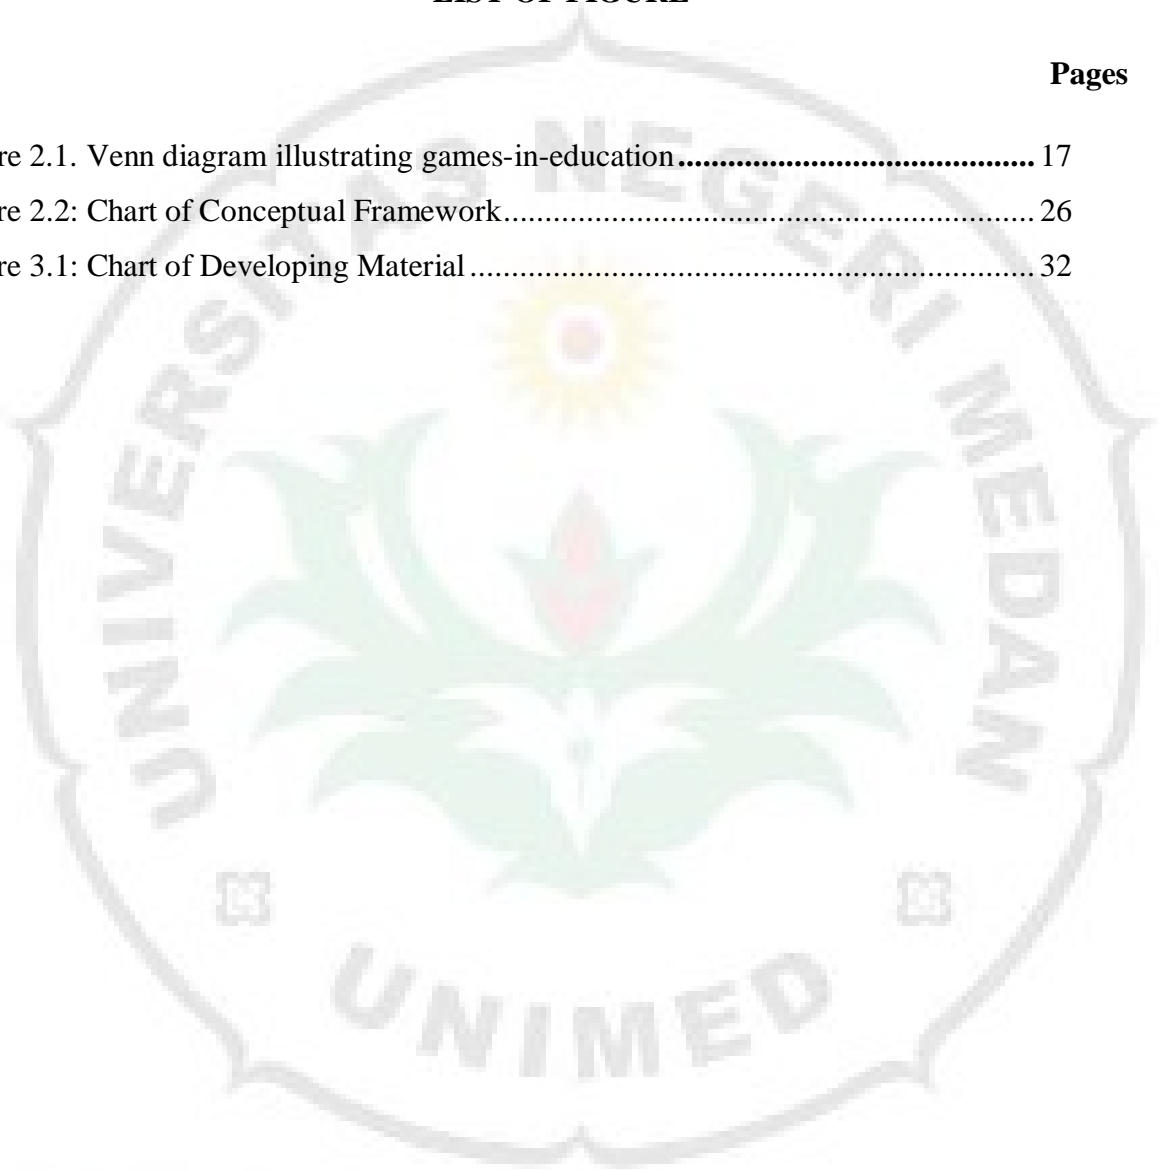 LIST OF FIGURE
Pages
re 2.1. Venn diagram illustrating games-in-education....................................... 17
re 2.2: Chart of Conceptual Framework................................................................ 26
re 3.1: Chart of Developing Material.................................................................... 32
UNIVERSITAS NEGERI MEDAN
UNIMED